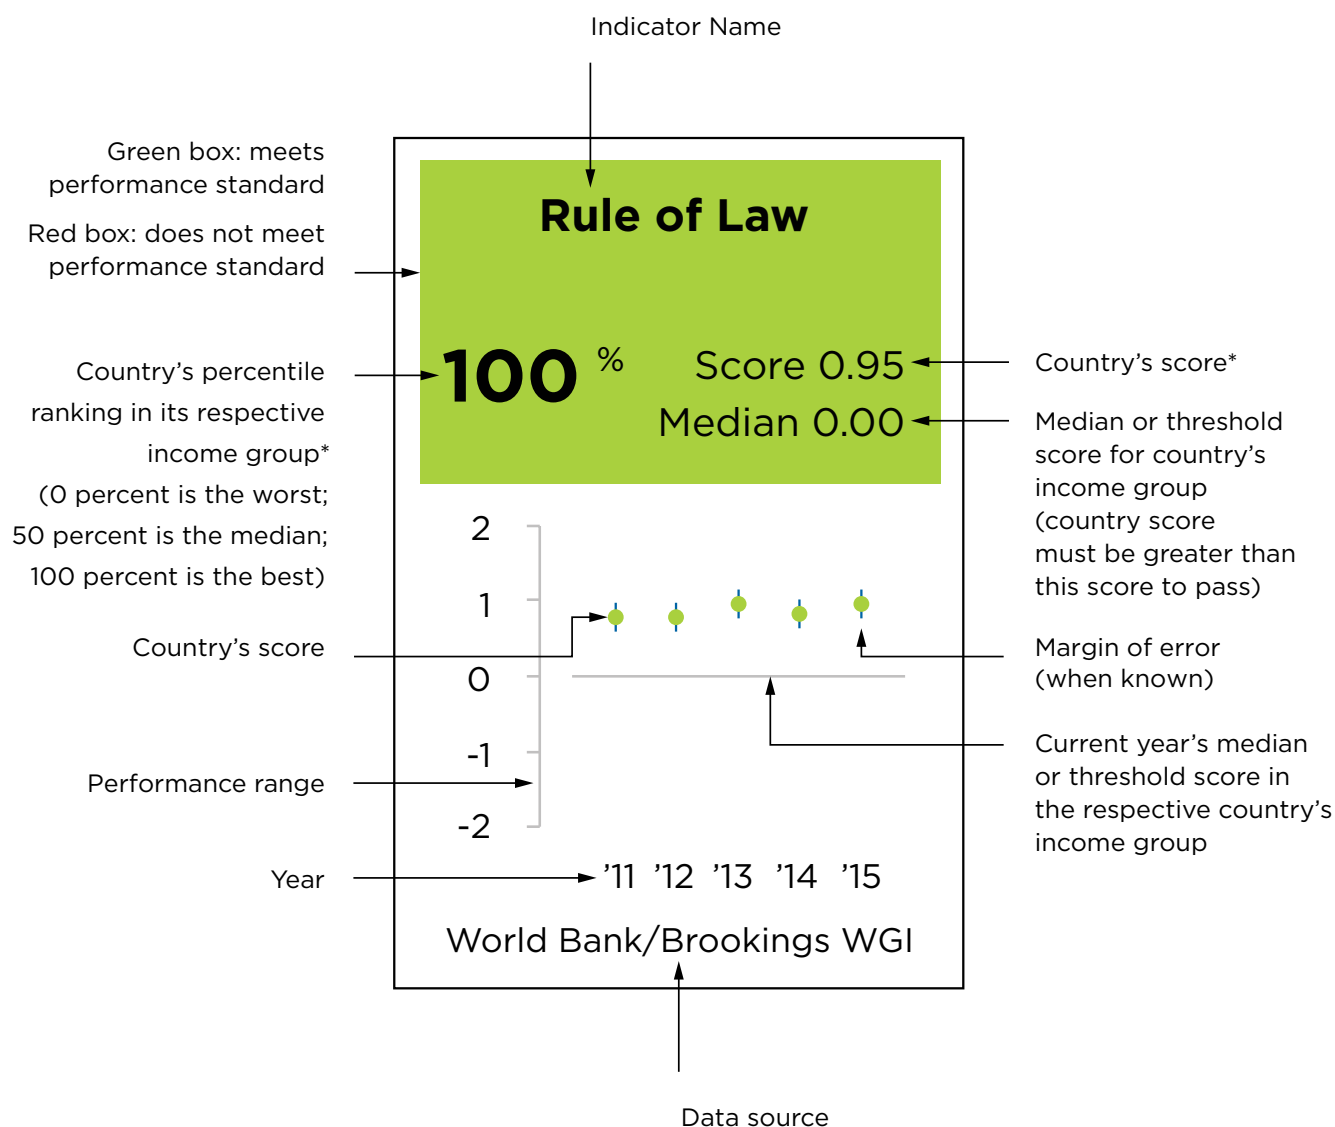 Indicator Name
Green box: meets
performance standard
Red box: does not meet
performance standard
Rule of Law
Country’s percentile
ranking in its respective
income group*
(0 percent is the worst;
50 percent is the median;
100 percent is the best)
100 %
Score 0.95
Median 0.00
Country’s score*
Median or threshold
score for country’s
income group
(country score
must be greater than
this score to pass)
2
1
0
-1
-2
Country’s score
Margin of error
(when known)
Performance range
Current year’s median
or threshold score in
the respective country’s
income group
Year
’11 ’12 ’13 ’14 ’15
World Bank/Brookings WGI
Data source